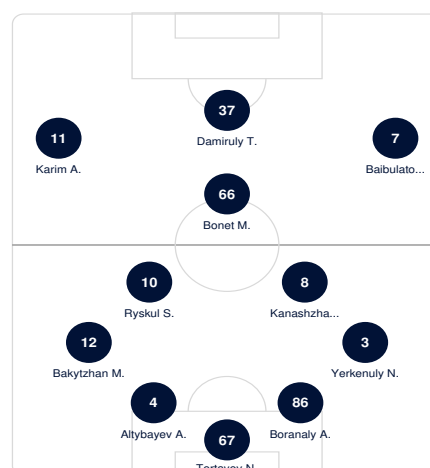 37
Damiruly T.
11
Karim A.
7
Baibulato...
66
Bonet M.
10
Ryskul S.
8
Kanashzha...
12
Bakytzhan M.
3
Yerkenuly N.
4
Altybayev A.
86
Boranaly A.
67